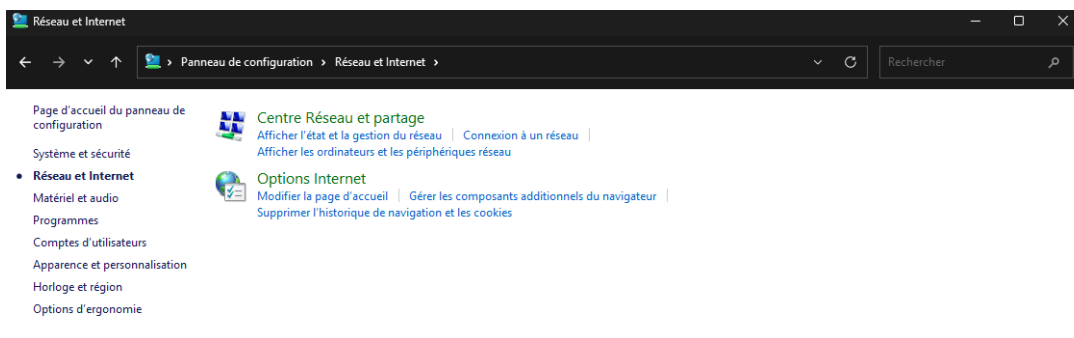 Réseau et Internet
Panneau de configuration > Réseau et Internet >
Rechercher
Page d'accueil du panneau de
configuration
Système et sécurité
Réseau et Internet
Matériel et audio
Programmes
Comptes d'utilisateurs
Apparence et personnalisation
Horloge et région
Options d'ergonomie
Centre Réseau et partage
Afficher l'état et la gestion du réseau | Connexion à un réseau |
Afficher les ordinateurs et les périphériques réseau
Options Internet
Modifier la page d'accueil | Gérer les composants additionnels du navigateur |
Supprimer l'historique de navigation et les cookies